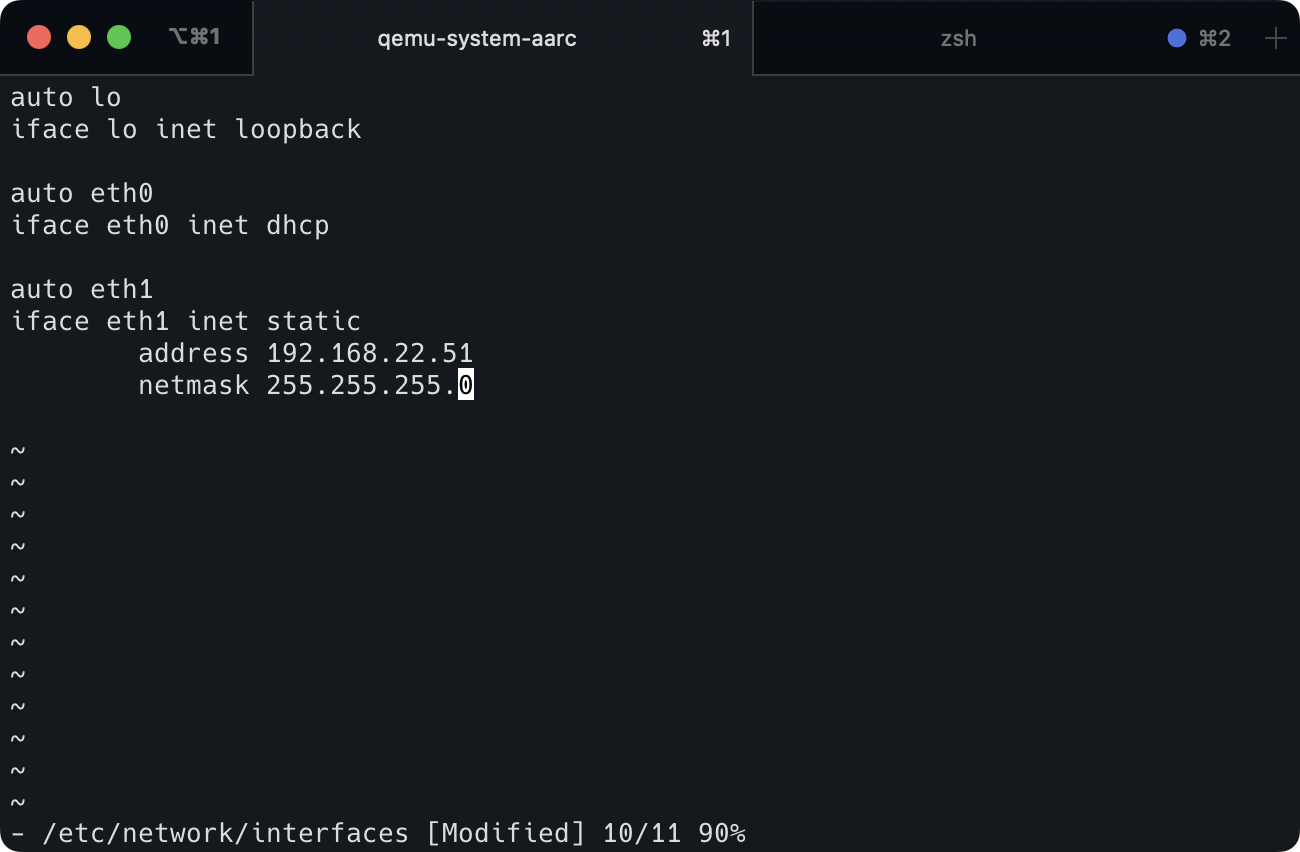 ⌥⌘1 qemu-system-aarc ⌘1 zsh ⌘2
auto lo
iface lo inet loopback
auto eth0
iface eth0 inet dhcp
auto eth1
iface eth1 inet static
address 192.168.22.51
netmask 255.255.255.0
~
~
~
~
~
~
~
~
~
~
~
~
- /etc/network/interfaces [Modified] 10/11 90%